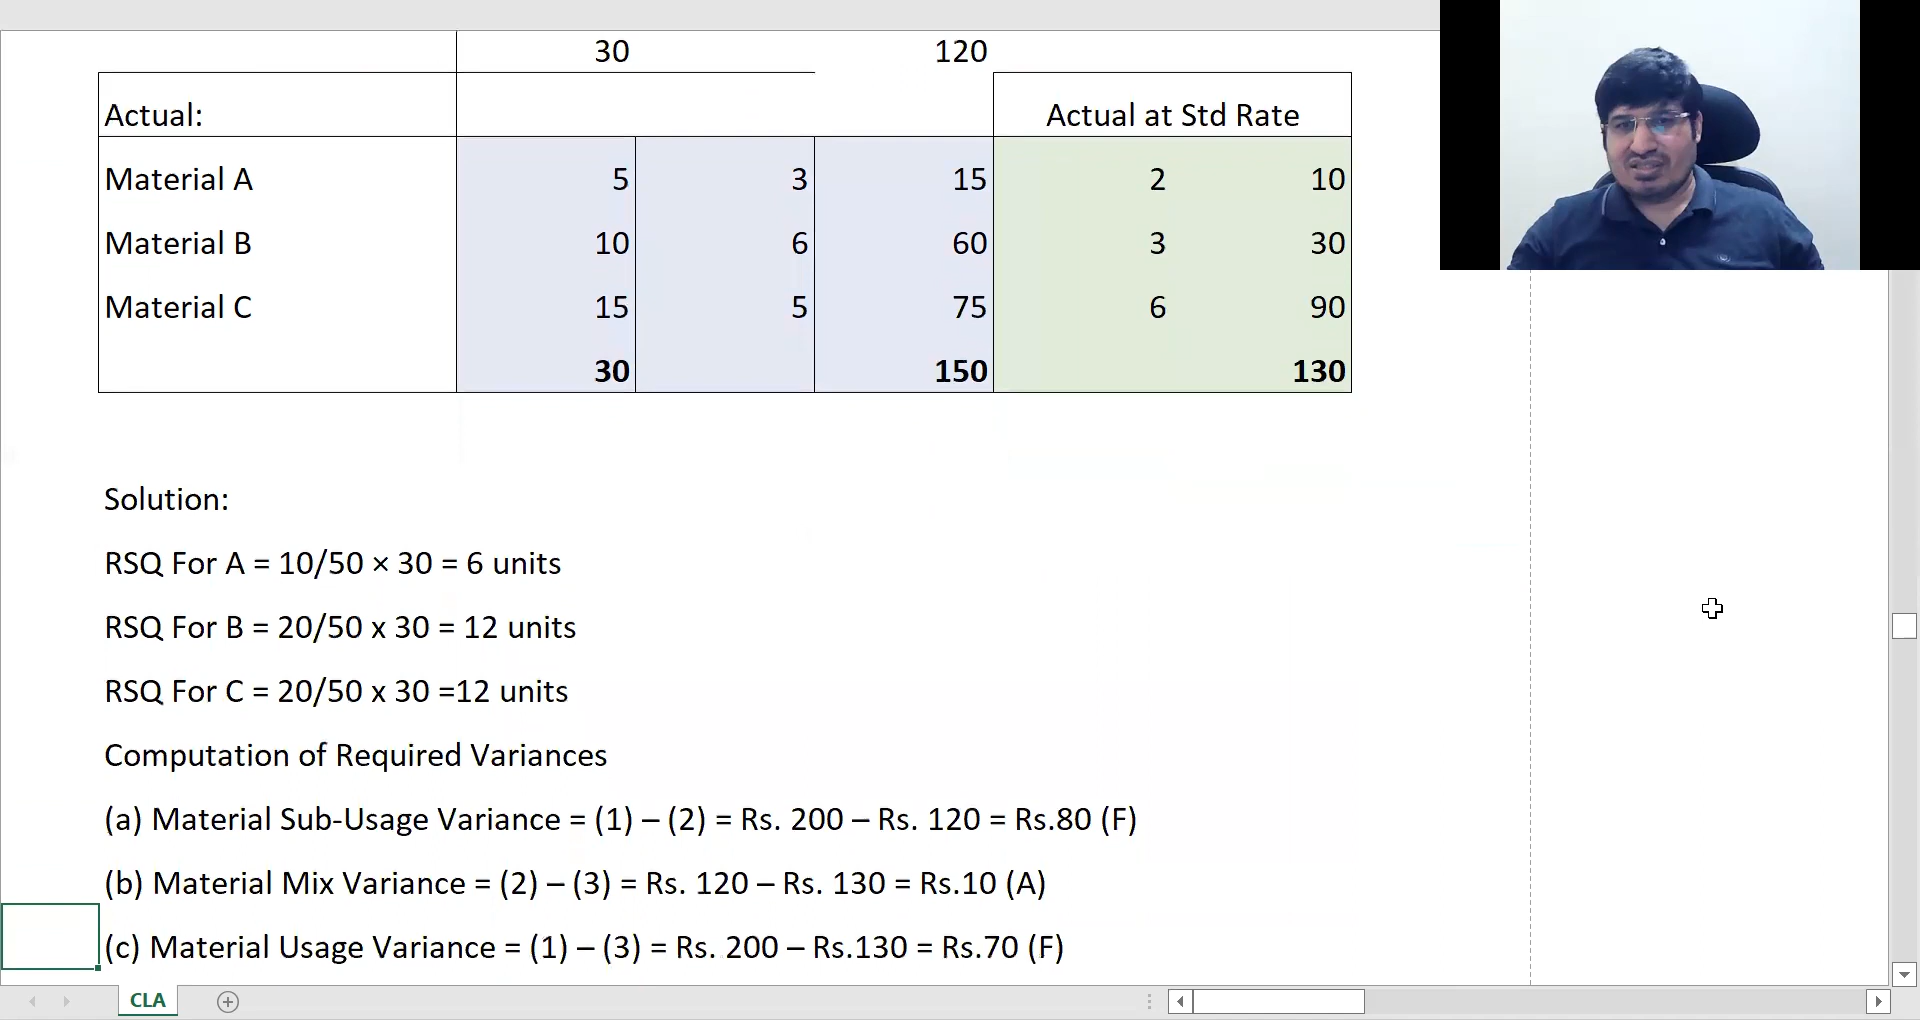 30 120
Actual: Actual at Std Rate
Material A 5 3 15 2 10
Material B 10 6 60 3 30
Material C 15 5 75 6 90
30 150 130
Solution:
RSQ For A = 10/50 × 30 = 6 units
RSQ For B = 20/50 x 30 = 12 units
RSQ For C = 20/50 x 30 =12 units
Computation of Required Variances
(a) Material Sub-Usage Variance = (1) – (2) = Rs. 200 – Rs. 120 = Rs.80 (F)
(b) Material Mix Variance = (2) – (3) = Rs. 120 – Rs. 130 = Rs.10 (A)
(c) Material Usage Variance = (1) – (3) = Rs. 200 – Rs.130 = Rs.70 (F)
CLA